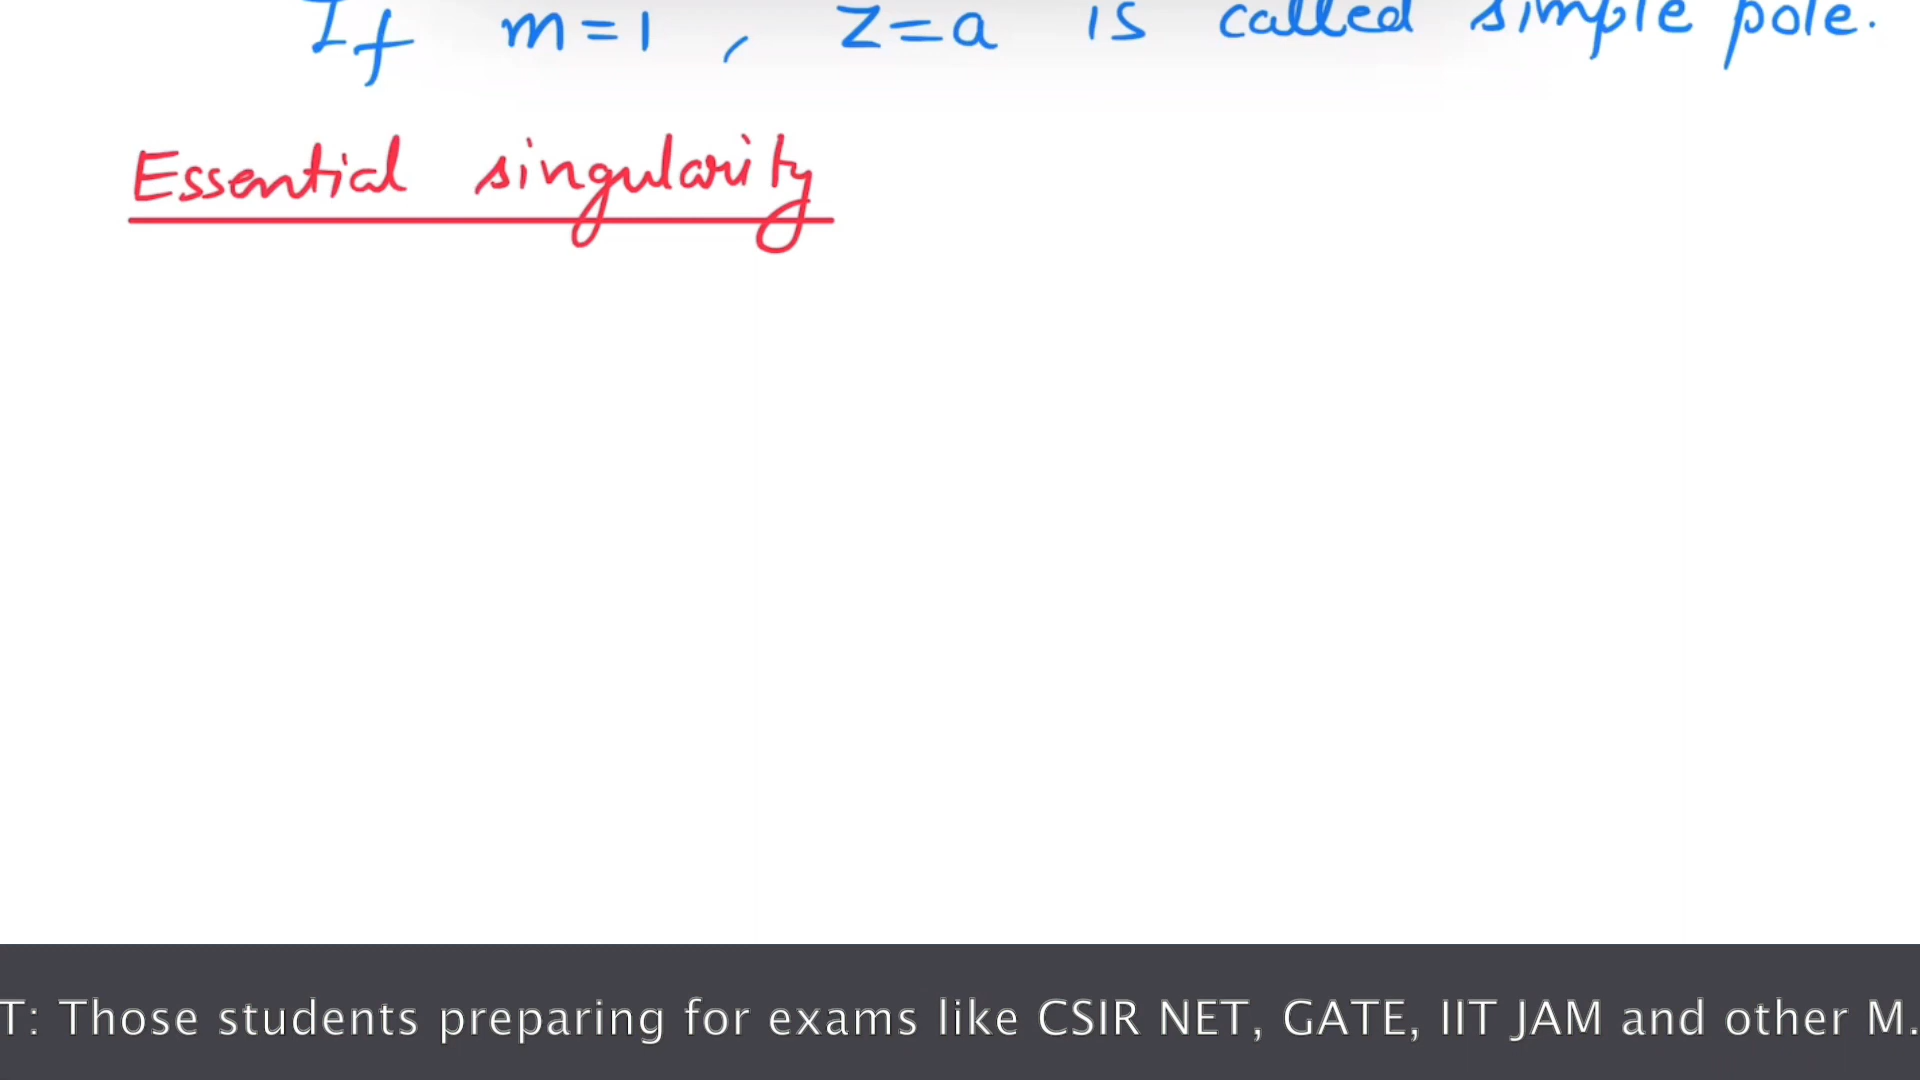 If m=1, z=a is called simple pole.
Essential singularity
T: Those students preparing for exams like CSIR NET, GATE, IIT JAM and other M.